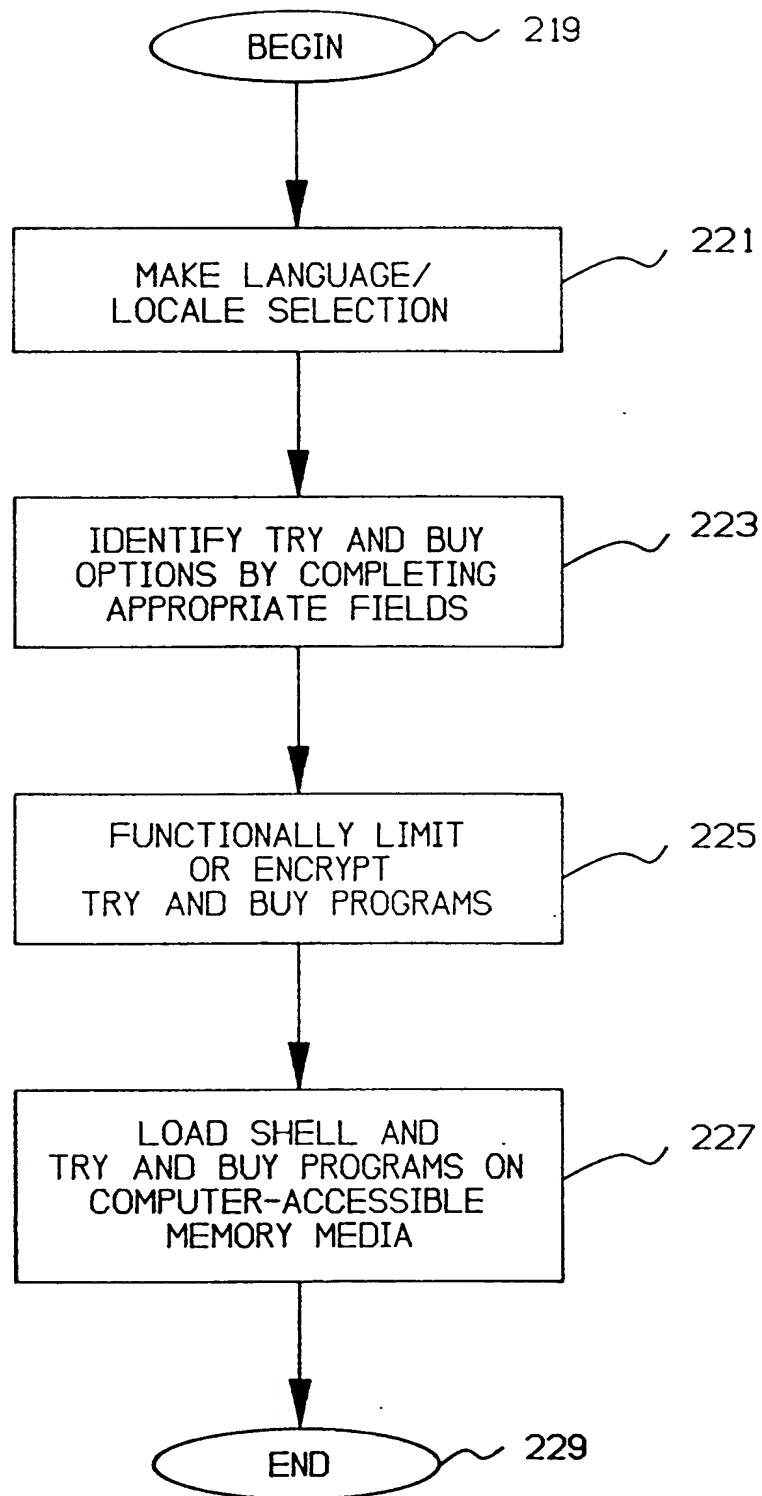 BEGIN
219
MAKE LANGUAGE/
LOCALE SELECTION
221
IDENTIFY TRY AND BUY
OPTIONS BY COMPLETING
APPROPRIATE FIELDS
223
FUNCTIONALLY LIMIT
OR ENCRYPT
TRY AND BUY PROGRAMS
225
LOAD SHELL AND
TRY AND BUY PROGRAMS ON
COMPUTER-ACCESSIBLE
MEMORY MEDIA
227
END
229